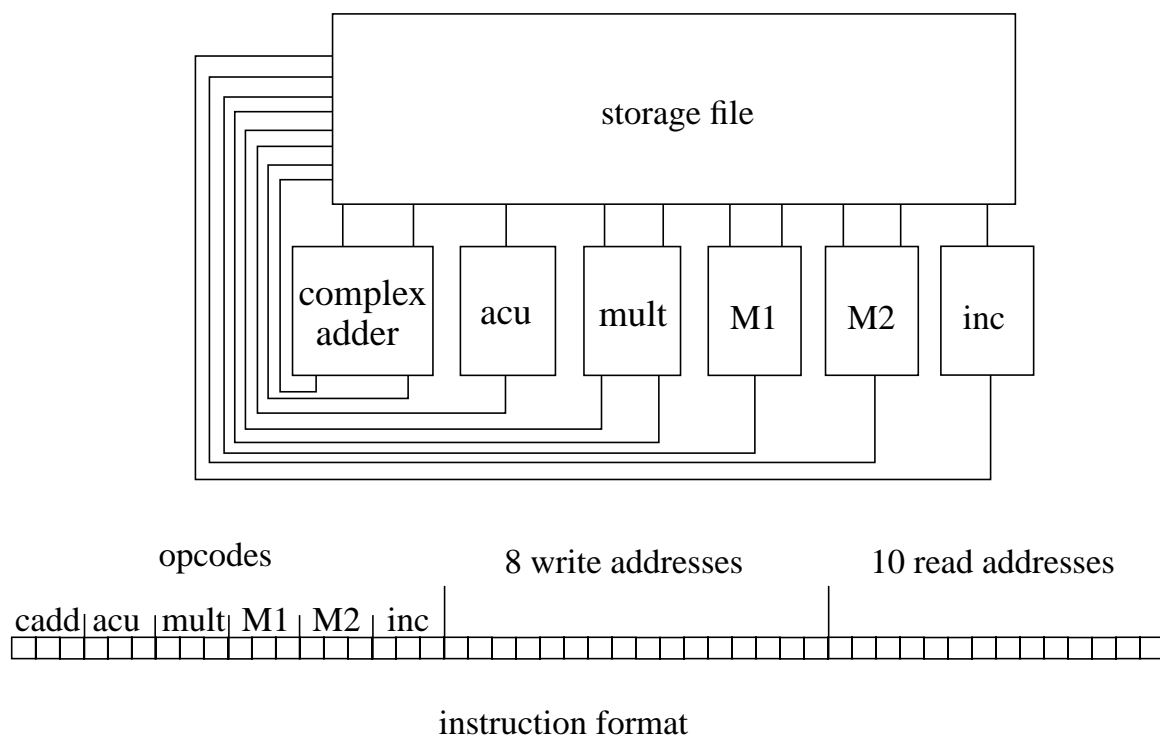 storage file
complex
adder
acu
mult
M1
M2
inc
opcodes
8 write addresses
10 read addresses
cadd acu mult M1 M2 inc
instruction format